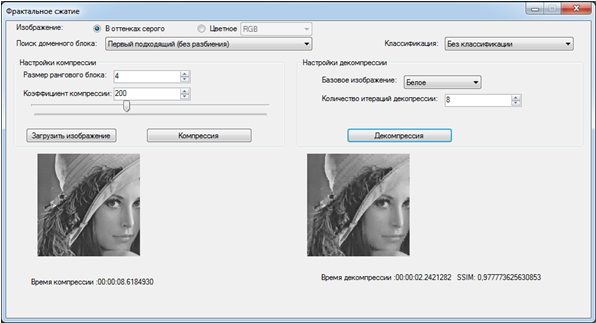 Фрактальное сжатие
Изображение: В оттенках серого Цветное RGB
Поиск доменного блока: Первый подходящий (без разбиения) Классификация: Без классификации
Настройки компрессии Настройки декомпрессии
Размер рангового блока: 4 Базовое изображение: Белое
Коэффициент компрессии: 200 Количество итераций декопрессии: 8
Загрузить изображение Компрессия Декомпрессия
Время компрессии :00:00:08.6184930 Время декомпрессии :00:00:02.2421282 SSIM: 0,977773625630853